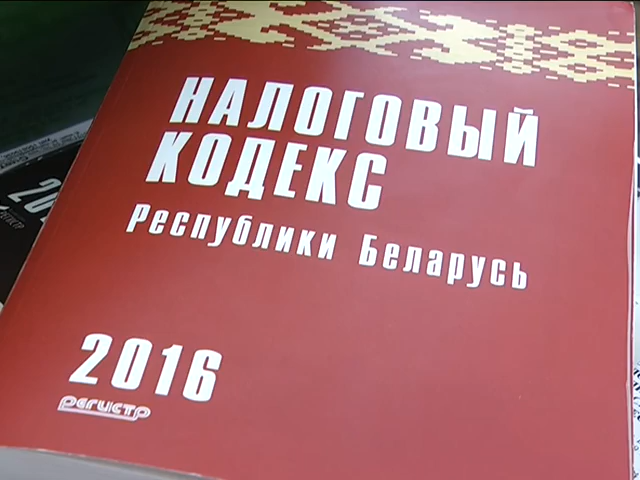 НАЛОГОВЫЙ
КОДЕКС
Республики Беларусь
2016
регистр